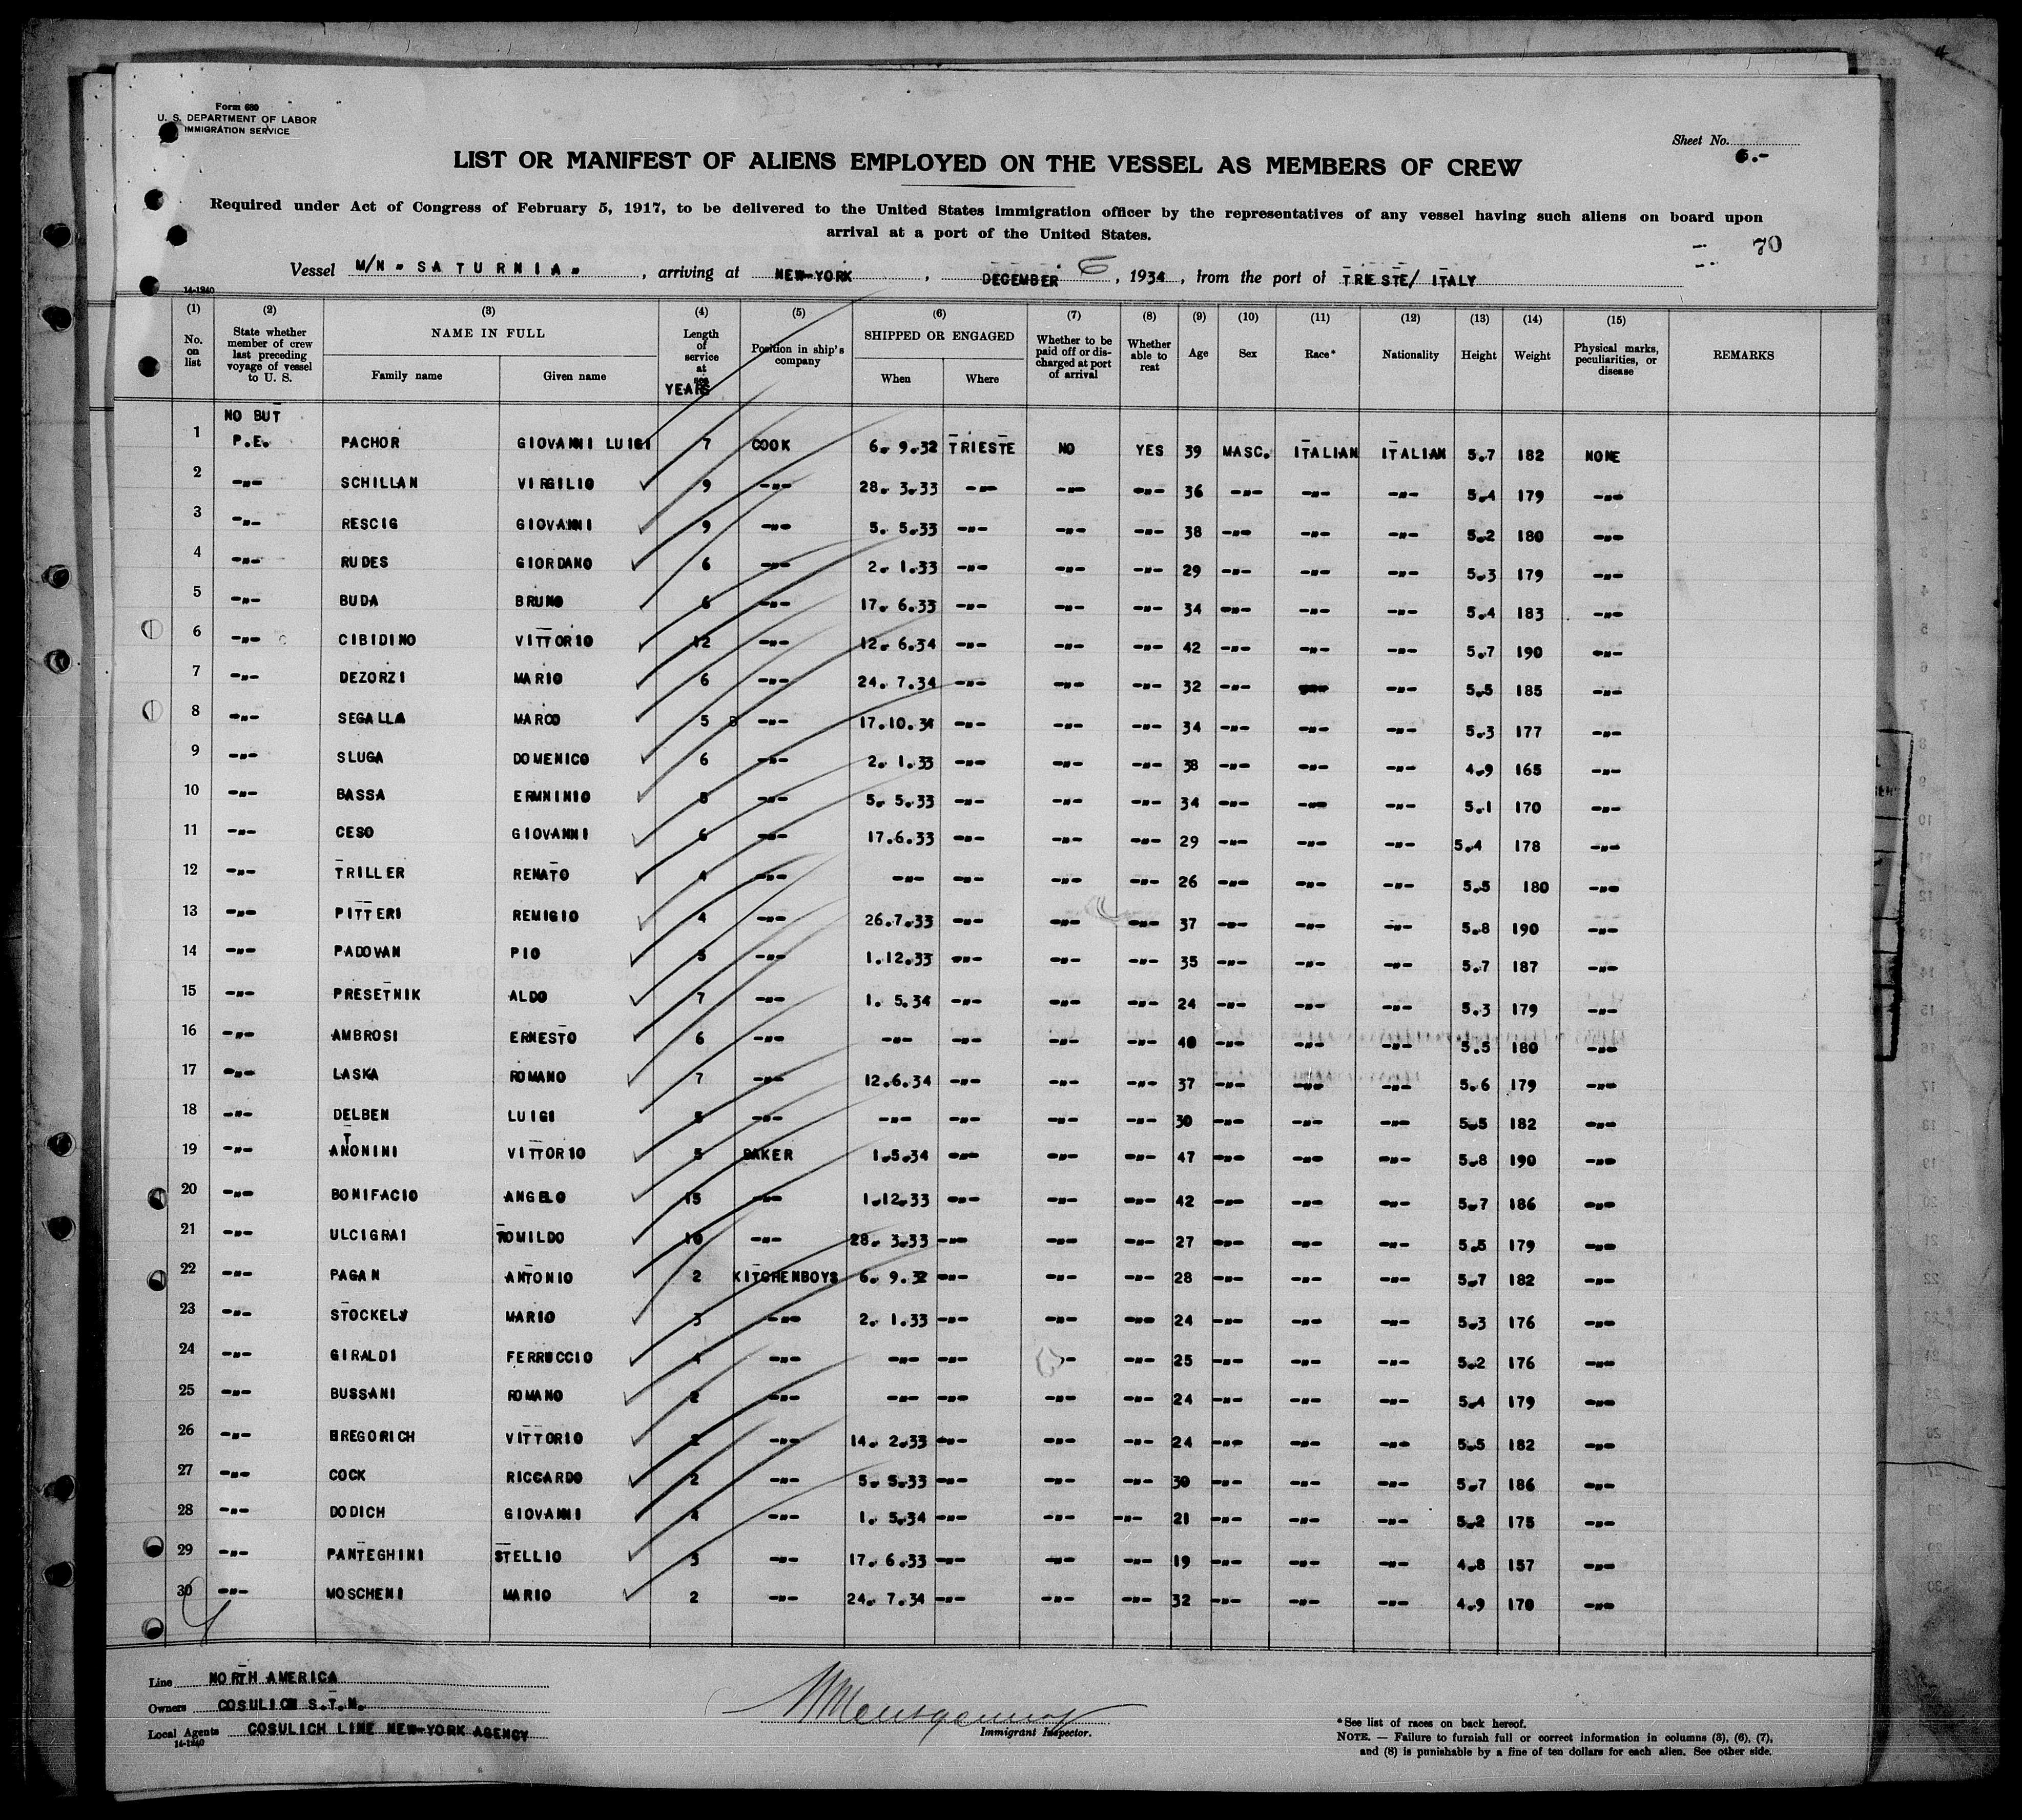 Form 680
U. S. DEPARTMENT OF LABOR
IMMIGRATION SERVICE
Sheet No.
6.-
LIST OR MANIFEST OF ALIENS EMPLOYED ON THE VESSEL AS MEMBERS OF CREW
Required under Act of Congress of February 5, 1917, to be delivered to the United States immigration officer by the representatives of any vessel having such aliens on board upon
arrival at a port of the United States.
70
Vessel M/N "SATURNIA" , arriving at NEW-YORK , DECEMBER 6 , 1934 , from the port of TRIESTE/ ITALY
14-1240
(1) (2) (3) (4) (5) (6) (7) (8) (9) (10) (11) (12) (13) (14) (15)
No. on list State whether member of crew last preceding voyage of vessel to U. S. NAME IN FULL Family name Given name Length of service at sea YEARS Position in ship's company SHIPPED OR ENGAGED When Where Whether to be paid off or discharged at port of arrival Whether able to reat Age Sex Race* Nationality Height Weight Physical marks, peculiarities, or disease REMARKS
1 NO BUT P.E. PACHOR GIOVANNI LUIGI 7 COOK 6. 9.32 TRIESTE NO YES 39 MASC. ITALIAN ITALIAN 5.7 182 NONE
2 -"- SCHILLAN VIRGILIO 9 -"- 28. 3.33 -"- -"- -"- 36 -"- -"- -"- 5.4 179 -"-
3 -"- RESCIG GIOVANNI 9 -"- 5. 5.33 -"- -"- -"- 38 -"- -"- -"- 5.2 180 -"-
4 -"- RUDES GIORDANO 6 -"- 2. 1.33 -"- -"- -"- 29 -"- -"- -"- 5.3 179 -"-
5 -"- BUDA BRUNO 6 -"- 17. 6.33 -"- -"- -"- 34 -"- -"- -"- 5.4 183 -"-
6 -"- CIBIDINO VITTORIO 12 -"- 12. 6.34 -"- -"- -"- 42 -"- -"- -"- 5.7 190 -"-
7 -"- DEZORZI MARIO 6 -"- 24. 7.34 -"- -"- -"- 32 -"- -"- -"- 5.5 185 -"-
8 -"- SEGALLA MARCO 5 -"- 17.10.34 -"- -"- -"- 34 -"- -"- -"- 5.3 177 -"-
9 -"- SLUGA DOMENICO 6 -"- 2. 1.33 -"- -"- -"- 38 -"- -"- -"- 4.9 165 -"-
10 -"- BASSA ERMNINIO -"- 5. 5.33 -"- -"- -"- 34 -"- -"- -"- 5.1 170 -"-
11 -"- CESO GIOVANNI 6 -"- 17.6.33 -"- -"- -"- 29 -"- -"- -"- 5.4 178 -"-
12 -"- TRILLER RENATO 4 -"- -"- -"- -"- -"- 26 -"- -"- -"- 5.5 180 -"-
13 -"- PITTERI REMIGIO 4 -"- 26.7.33 -"- -"- -"- 37 -"- -"- -"- 5.8 190 -"-
14 -"- PADOVAN PIO 5 -"- 1.12.33 -"- -"- -"- 35 -"- -"- -"- 5.7 187 -"-
15 -"- PRESETNIK ALDO 7 -"- 1. 5.34 -"- -"- -"- 24 -"- -"- -"- 5.3 179 -"-
16 -"- AMBROSI ERNESTO 6 -"- -"- -"- -"- -"- 40 -"- -"- -"- 5.5 180 -"-
17 -"- LASKA ROMANO 7 -"- 12.6.34 -"- -"- -"- 37 -"- -"- -"- 5.6 179 -"-
18 -"- DELBEN LUIGI -"- -"- -"- -"- -"- 30 -"- -"- -"- 5.5 182 -"-
19 -"- ANTONINI VITTORIO 5 BAKER 1.5.34 -"- -"- -"- 47 -"- -"- -"- 5.8 190 -"-
20 -"- BONIFACIO ANGELO 15 -"- 1.12.33 -"- -"- -"- 42 -"- -"- -"- 5.7 186 -"-
21 -"- ULCIGRAI ROMILDO 10 -"- 28. 3.33 -"- -"- -"- 27 -"- -"- -"- 5.5 179 -"-
22 -"- PAGAN ANTONIO 2 KITCHENBOYS 6. 9.32 -"- -"- -"- 28 -"- -"- -"- 5.7 182 -"-
23 -"- STOCKELJ MARIO 3 -"- 2. 1.33 -"- -"- -"- 24 -"- -"- -"- 5.3 176 -"-
24 -"- GIRALDI FERRUCCIO 4 -"- -"- -"- -"- -"- 25 -"- -"- -"- 5.2 176 -"-
25 -"- BUSSANI ROMANO 2 -"- -"- -"- -"- -"- 24 -"- -"- -"- 5.4 179 -"-
26 -"- BREGORICH VITTORIO 2 -"- 14. 2.33 -"- -"- -"- 24 -"- -"- -"- 5.5 182 -"-
27 -"- COCK RICCARDO 2 -"- 5. 5.33 -"- -"- -"- 30 -"- -"- -"- 5.7 186 -"-
28 -"- DODICH GIOVANNI 4 -"- 1. 5.34 -"- -"- -"- 21 -"- -"- -"- 5.2 175 -"-
29 -"- PANTEGHINI STELLIO 3 -"- 17. 6.33 -"- -"- -"- 19 -"- -"- -"- 4.8 157 -"-
30 -"- MOSCHENI MARIO 2 -"- 24. 7.34 -"- -"- -"- 32 -"- -"- -"- 4.9 170 -"-
Line NORTH AMERICA
Owners COSULICH S.T.N.
Local Agents COSULICH LINE NEW-YORK AGENCY
14-1240
Immigrant Inspector.
*See list of races on back hereof.
NOTE. — Failure to furnish full or correct information in columns (3), (6), (7),
and (8) is punishable by a fine of ten dollars for each alien. See other side.